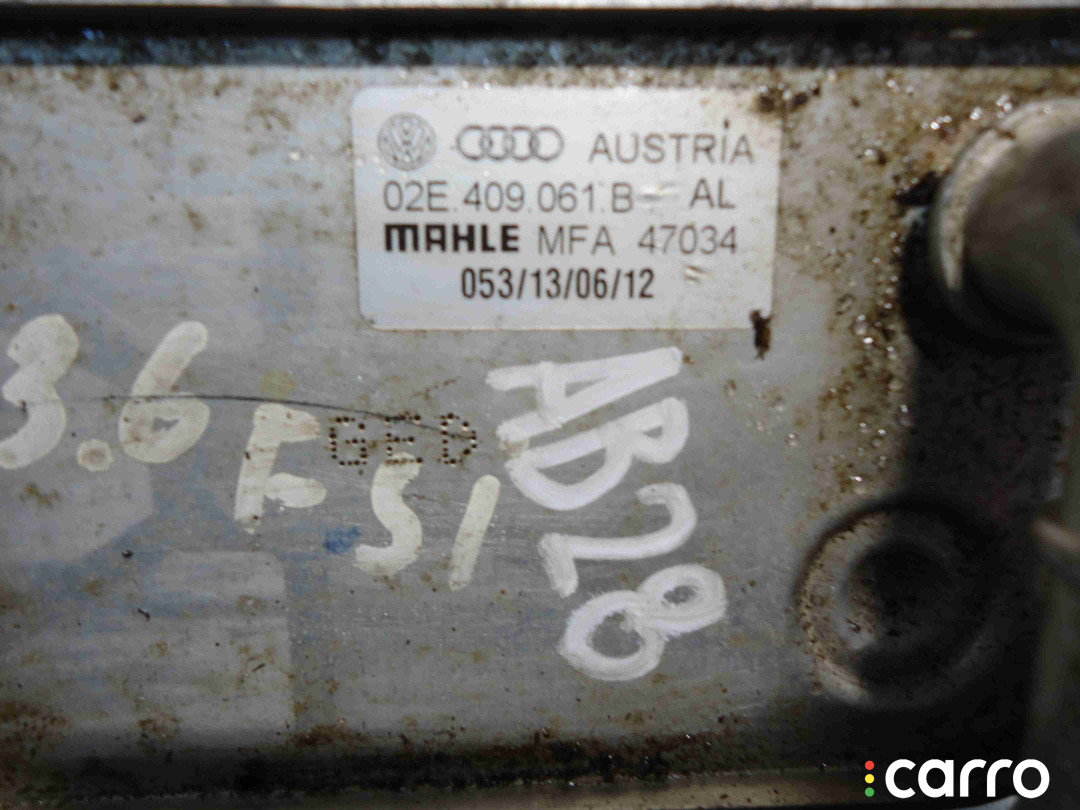 AUSTRIA
02E.409.061.B AL
MAHLE MFA 47034
053/13/06/12
3.6 FSI
GED
AB28
carro